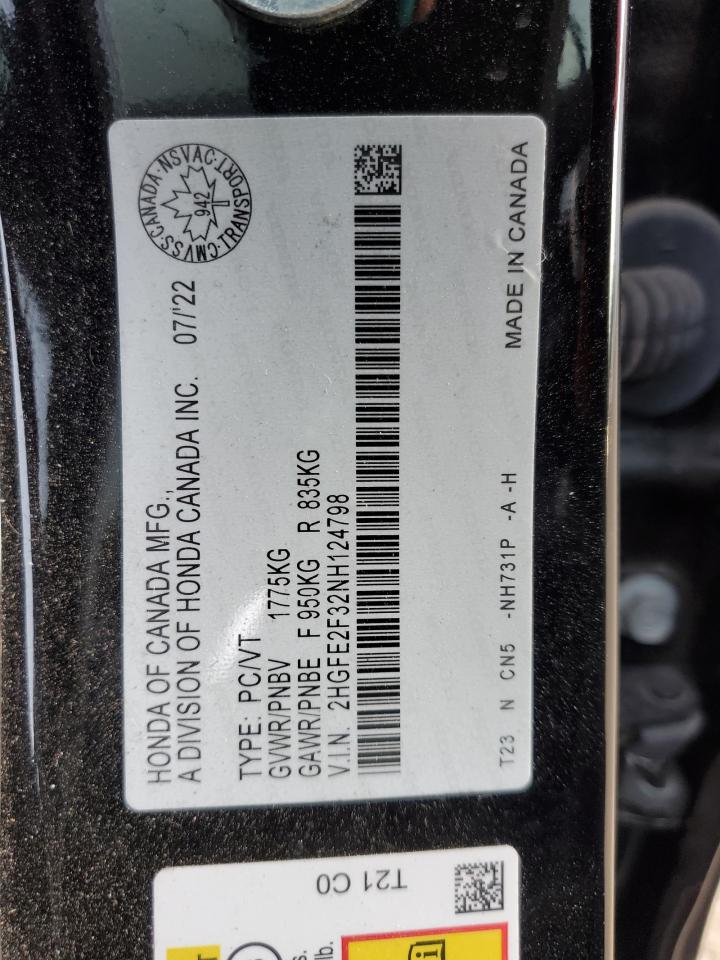 HONDA OF CANADA MFG.,
A DIVISION OF HONDA CANADA INC. 07/'22
CMVSS·CANADA·NSVAC·TRANSPORT
942
TYPE: PC/VT
GVWR/PNBV 1775KG
GAWR/PNBE F 950KG R 835KG
V.I.N. 2HGFE2F32NH124798
T23 N CN5 -NH731P -A -H MADE IN CANADA
T21 C0
lb.